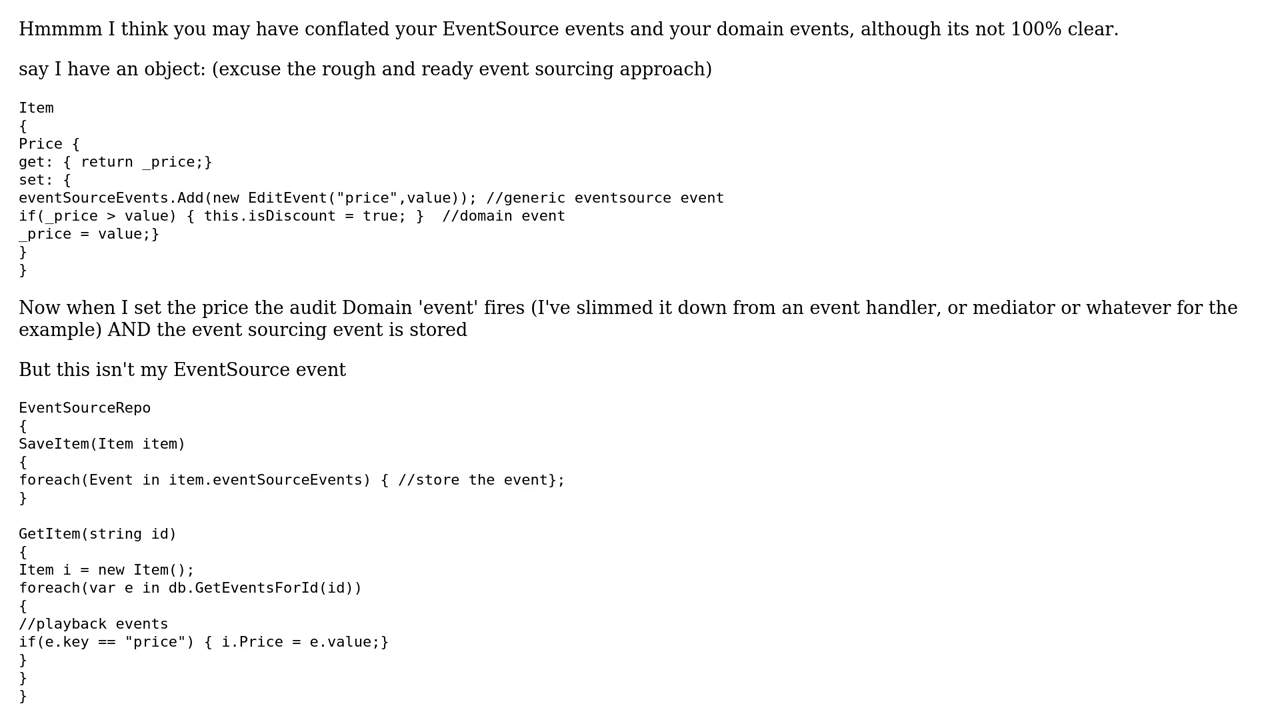 Hmmmm I think you may have conflated your EventSource events and your domain events, although its not 100% clear.
say I have an object: (excuse the rough and ready event sourcing approach)
Item
{
Price {
get: { return _price;}
set: {
eventSourceEvents.Add(new EditEvent("price",value)); //generic eventsource event
if(_price > value) { this.isDiscount = true; }  //domain event
_price = value;}
}
}
Now when I set the price the audit Domain 'event' fires (I've slimmed it down from an event handler, or mediator or whatever for the
example) AND the event sourcing event is stored
But this isn't my EventSource event
EventSourceRepo
{
SaveItem(Item item)
{
foreach(Event in item.eventSourceEvents) { //store the event};
}
GetItem(string id)
{
Item i = new Item();
foreach(var e in db.GetEventsForId(id))
{
//playback events
if(e.key == "price") { i.Price = e.value;}
}
}
}